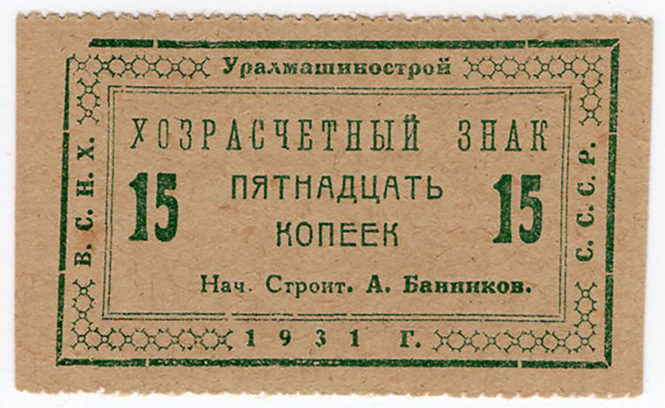 Уралмашинострой
ХОЗРАСЧЕТНЫЙ ЗНАК
15 ПЯТНАДЦАТЬ 15
КОПЕЕК
Нач. Строит. А. Банников.
1931 Г.
В. С. Н. Х.
С. С. С. Р.